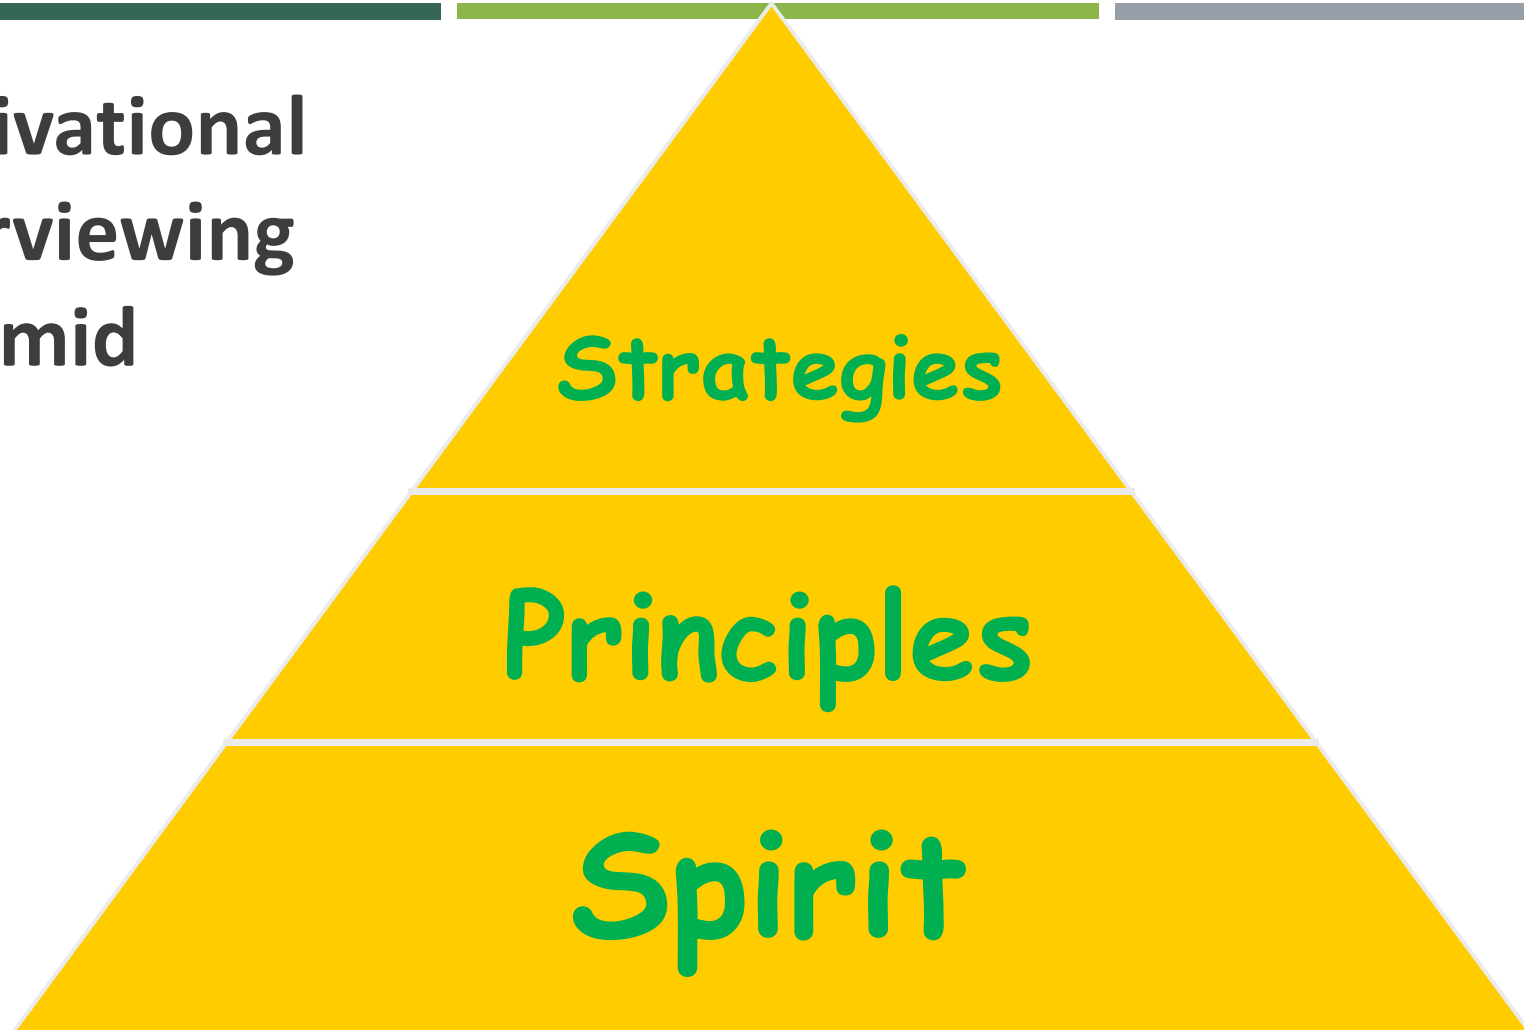 ivational
rviewing
mid
Strategies
Principles
Spirit